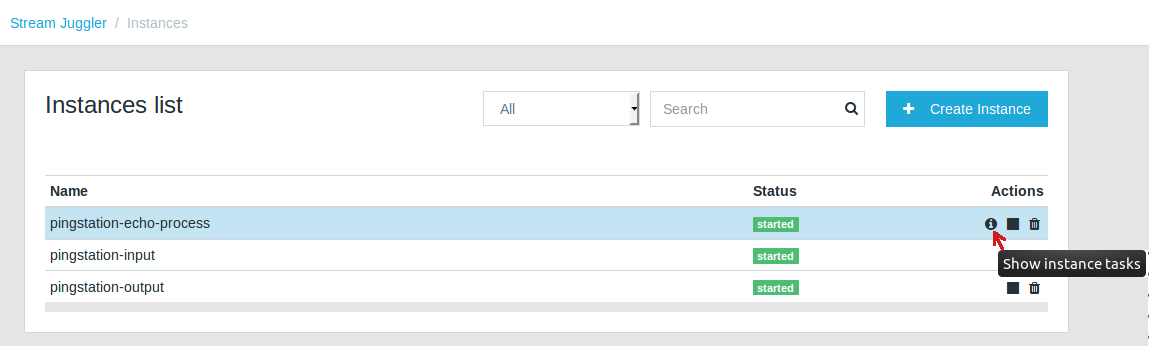 Stream Juggler / Instances
Instances list
All
Search
Create Instance
Name Status Actions
pingstation-echo-process started
pingstation-input started
Show instance tasks
pingstation-output started